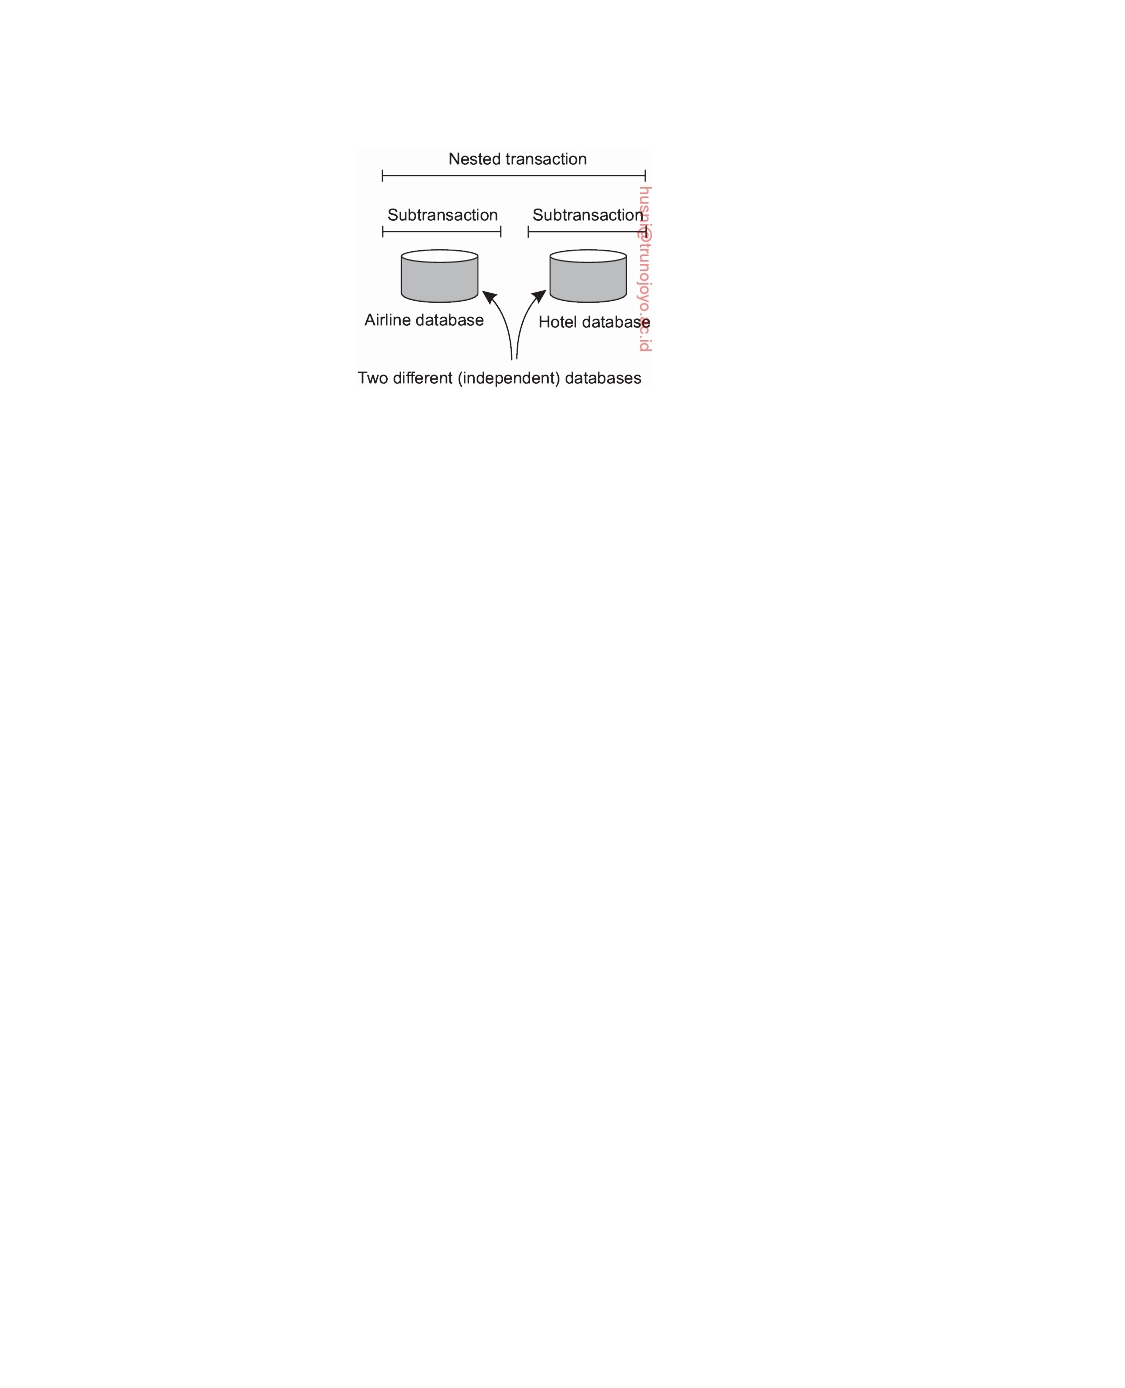 Nested transaction
Subtransaction
Subtransaction
Airline database
Hotel database
Two different (independent) databases
husni@trunojoyo.ac.id